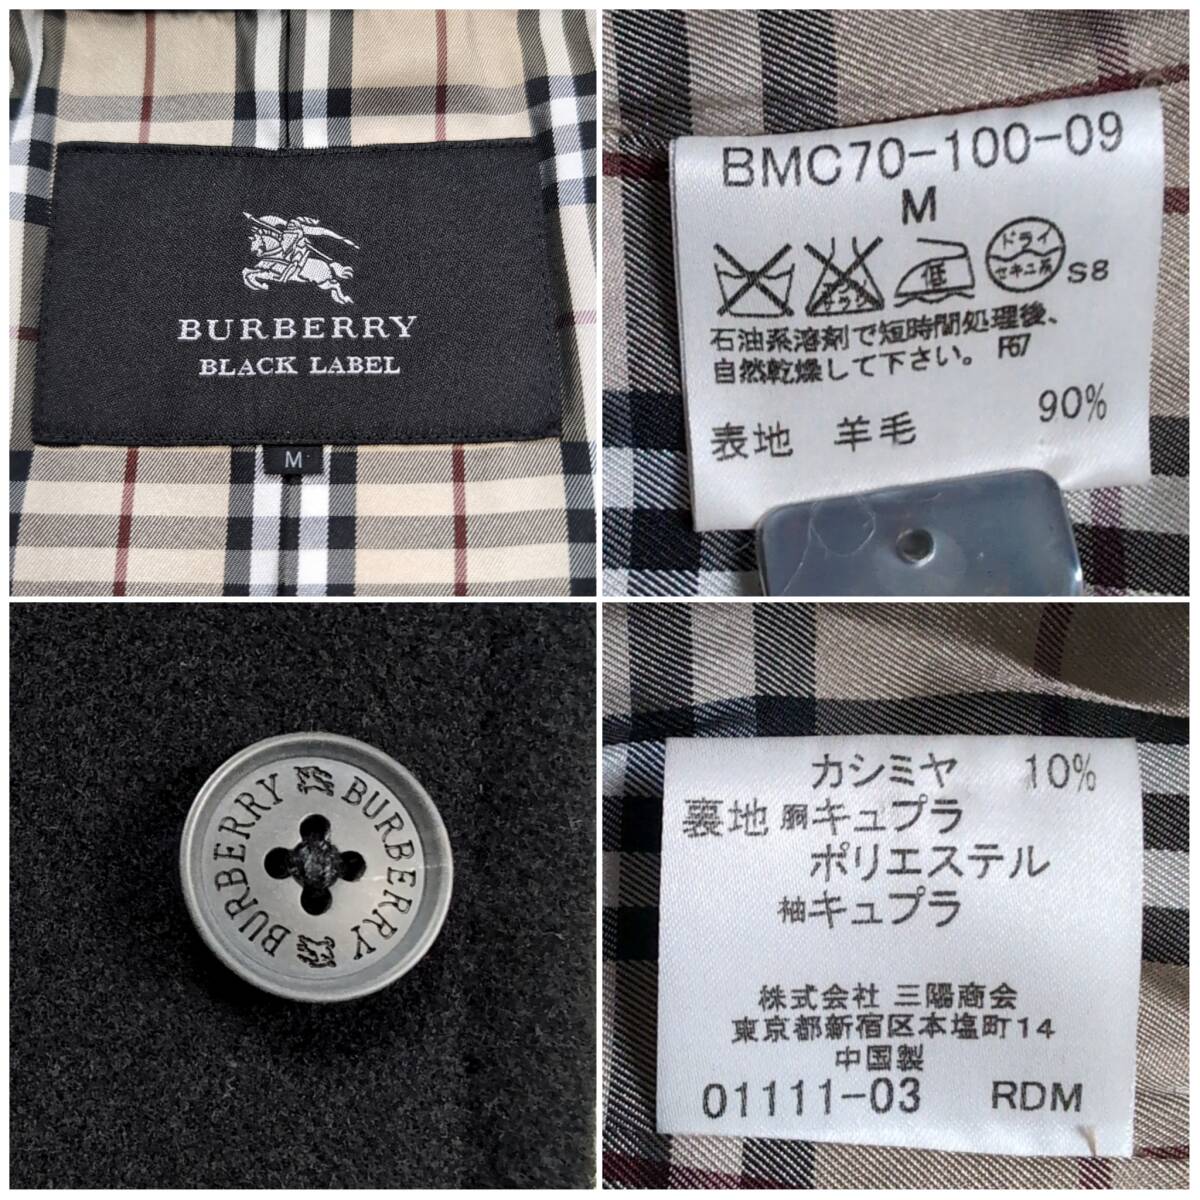 BURBERRY
BLACK LABEL
M
BMC70-100-09
M
低
ドライ
セキユ系
S8
石油系溶剤で短時間処理後、
自然乾燥して下さい。 F67
表地 羊毛 90%
BURBERRY BURBERRY
カシミヤ 10%
裏地 胴キュプラ
ポリエステル
袖キュプラ
株式会社 三陽商会
東京都新宿区本塩町14
中国製
01111-03 RDM